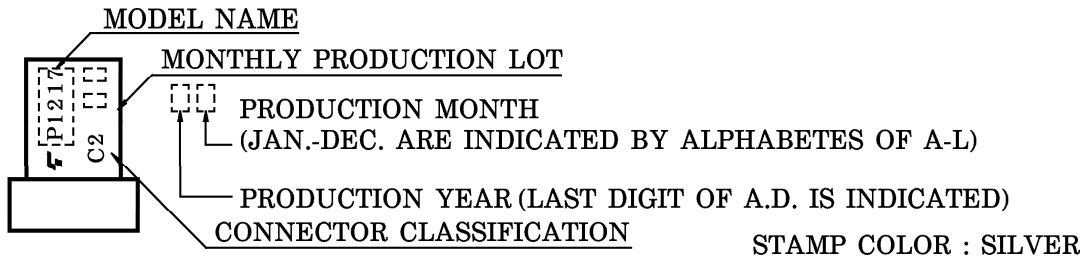 MODEL NAME
MONTHLY PRODUCTION LOT
P1217
C2
PRODUCTION MONTH
(JAN.-DEC. ARE INDICATED BY ALPHABETES OF A-L)
PRODUCTION YEAR (LAST DIGIT OF A.D. IS INDICATED)
CONNECTOR CLASSIFICATION
STAMP COLOR : SILVER